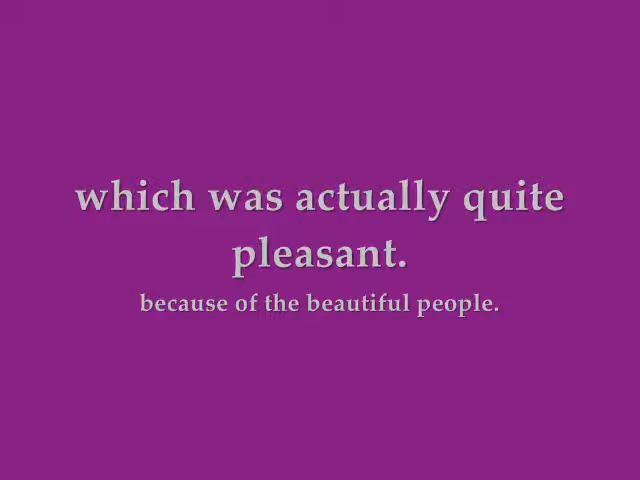 which was actually quite
pleasant.
because of the beautiful people.